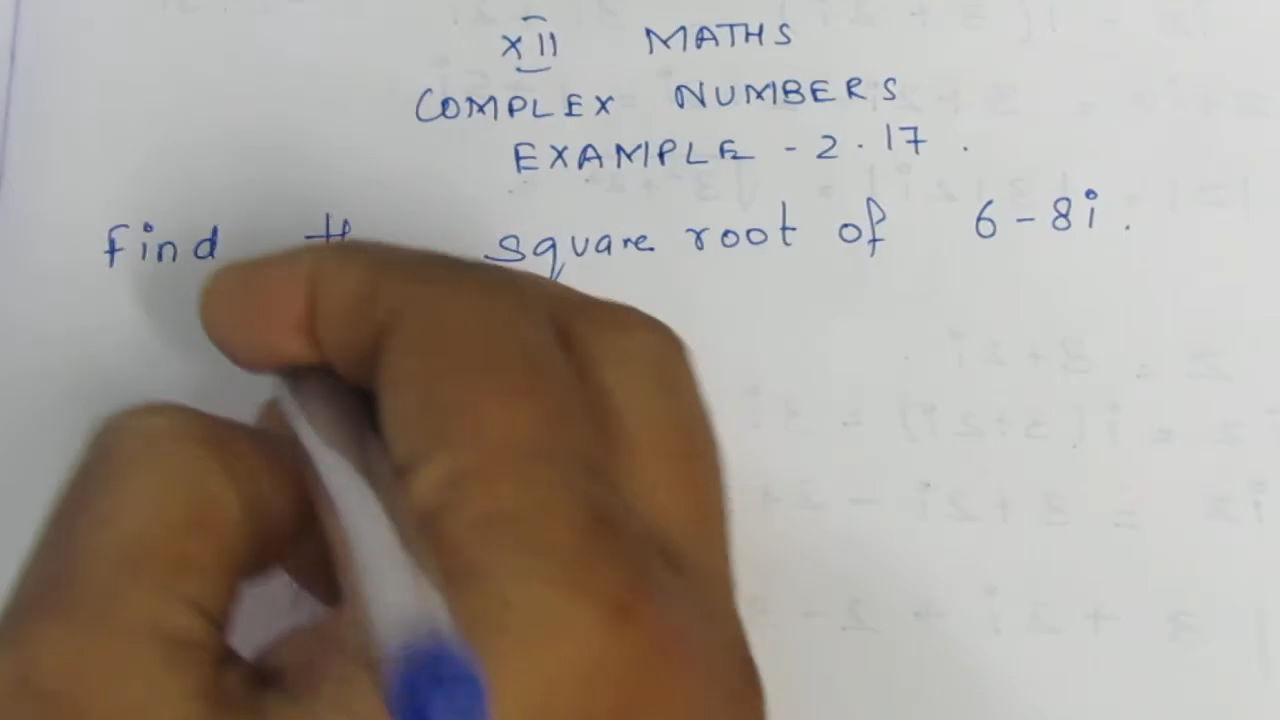 XII MATHS
COMPLEX NUMBERS
EXAMPLE - 2.17.
Find square root of 6-8i.